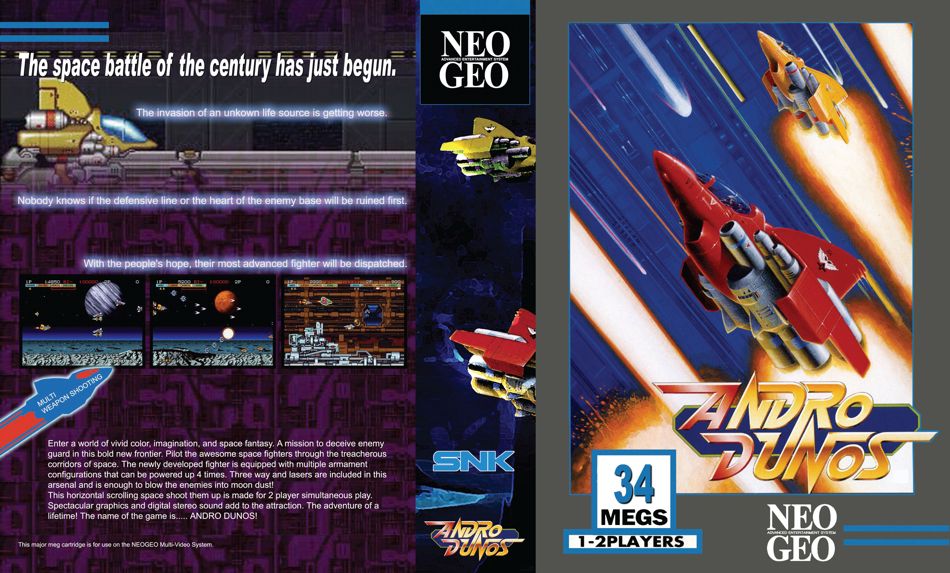 The space battle of the century has just begun.
The invasion of an unkown life source is getting worse.
Nobody knows if the defensive line or the heart of the enemy base will be ruined first.
With the people's hope, their most advanced fighter will be dispatched.
MULTI
WEAPON SHOOTING
Enter a world of vivid color, imagination, and space fantasy. A mission to deceive enemy
guard in this bold new frontier. Pilot the awesome space fighters through the treacherous
corridors of space. The newly developed fighter is equipped with multiple armament
configurations that can be powered up 4 times. Three way and lasers are included in this
arsenal and is enough to blow the enemies into moon dust!
This horizontal scrolling space shoot them up is made for 2 player simultaneous play.
Spectacular graphics and digital stereo sound add to the attraction. The adventure of a
lifetime! The name of the game is..... ANDRO DUNOS!
This major meg cartridge is for use on the NEOGEO Multi-Video System.
NEO
ADVANCED ENTERTAINMENT SYSTEM
GEO
SNK
ANDRO
DUNOS
ANDRO
DUNOS
34
MEGS
1-2PLAYERS
NEO
ADVANCED ENTERTAINMENT SYSTEM
GEO